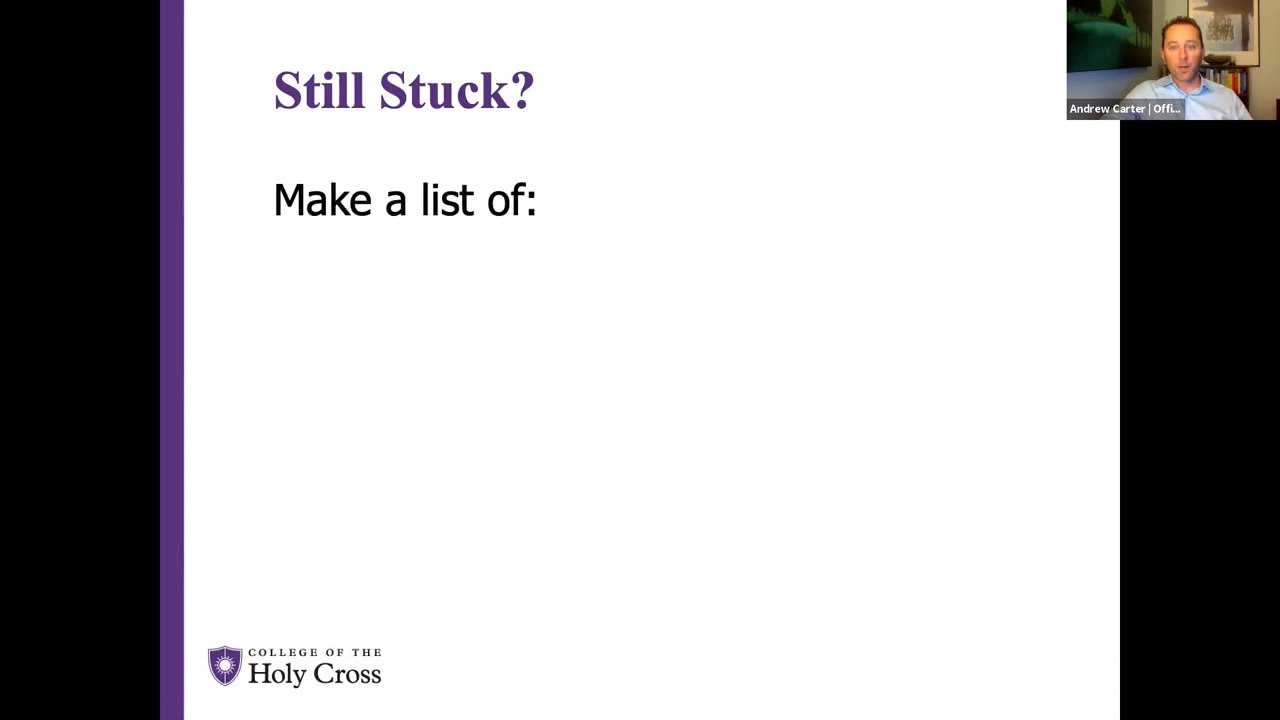 Still Stuck?
Andrew Carter | Offi...
Make a list of:
COLLEGE OF THE
Holy Cross